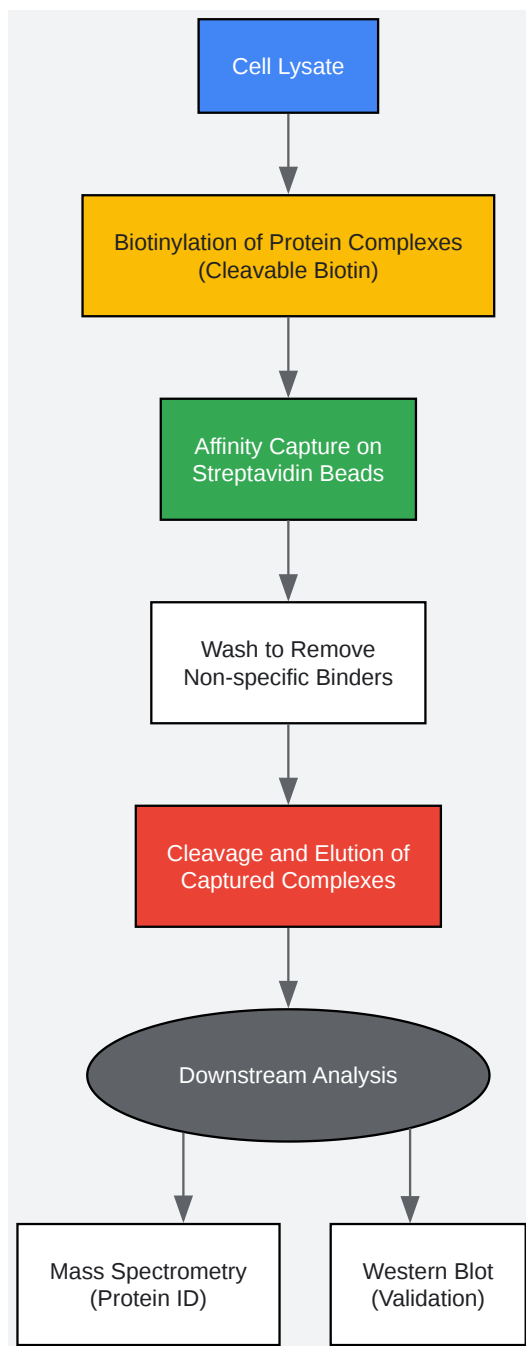 Cell Lysate
Biotinylation of Protein Complexes
(Cleavable Biotin)
Affinity Capture on
Streptavidin Beads
Wash to Remove
Non-specific Binders
Cleavage and Elution of
Captured Complexes
Downstream Analysis
Mass Spectrometry
(Protein ID)
Western Blot
(Validation)